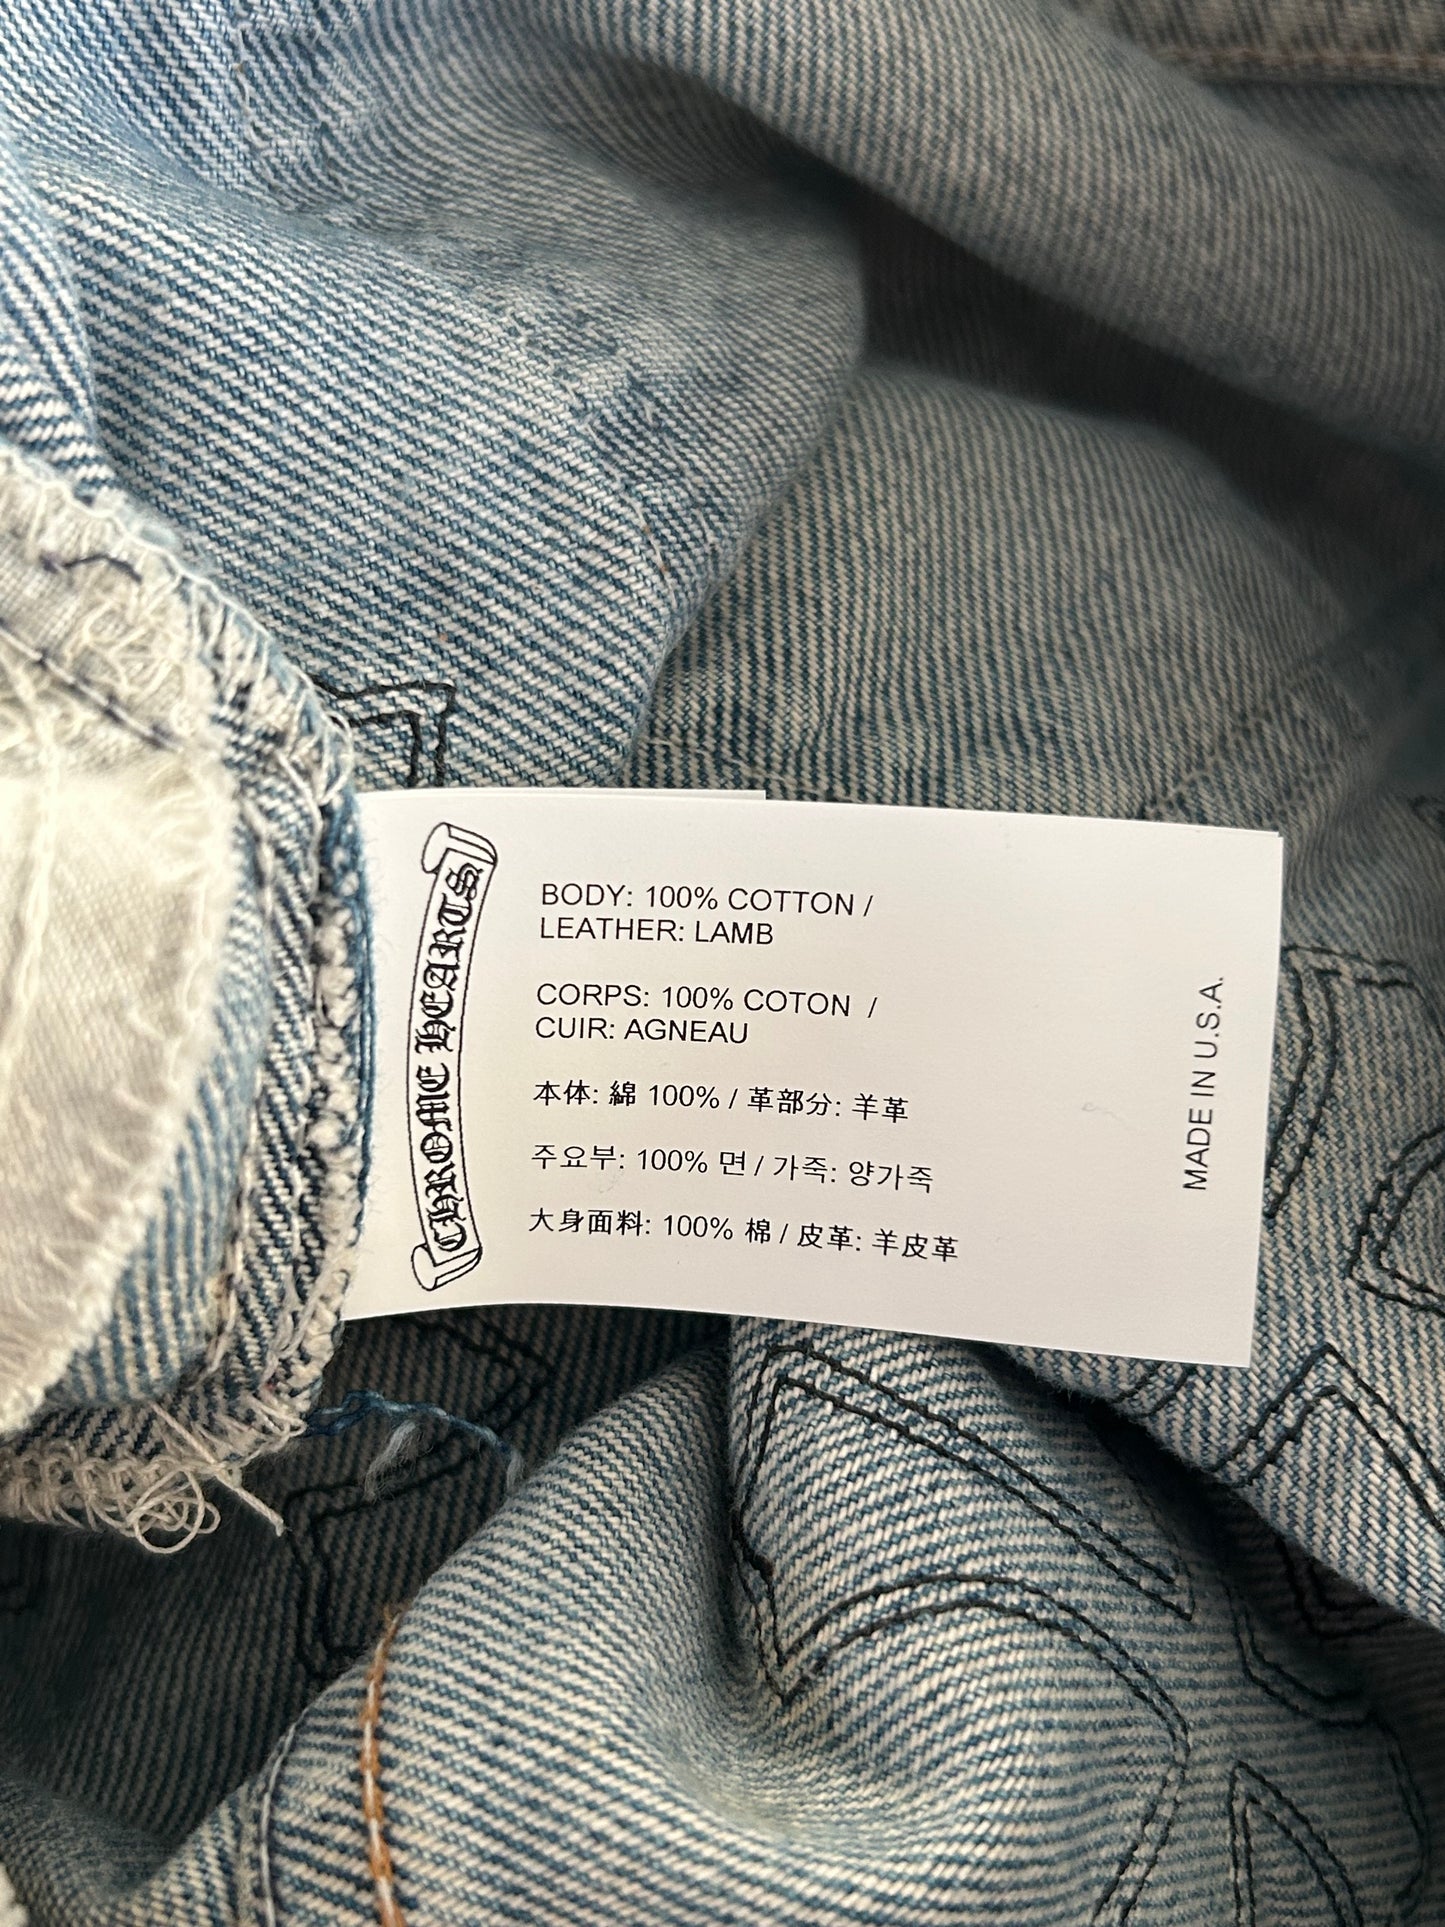 CHROME HEARTS
BODY: 100% COTTON /
LEATHER: LAMB
CORPS: 100% COTON /
CUIR: AGNEAU
本体: 綿 100% / 革部分: 羊革
주요부: 100% 면 / 가죽: 양가죽
大身面料: 100% 棉 / 皮革: 羊皮革
MADE IN U.S.A.